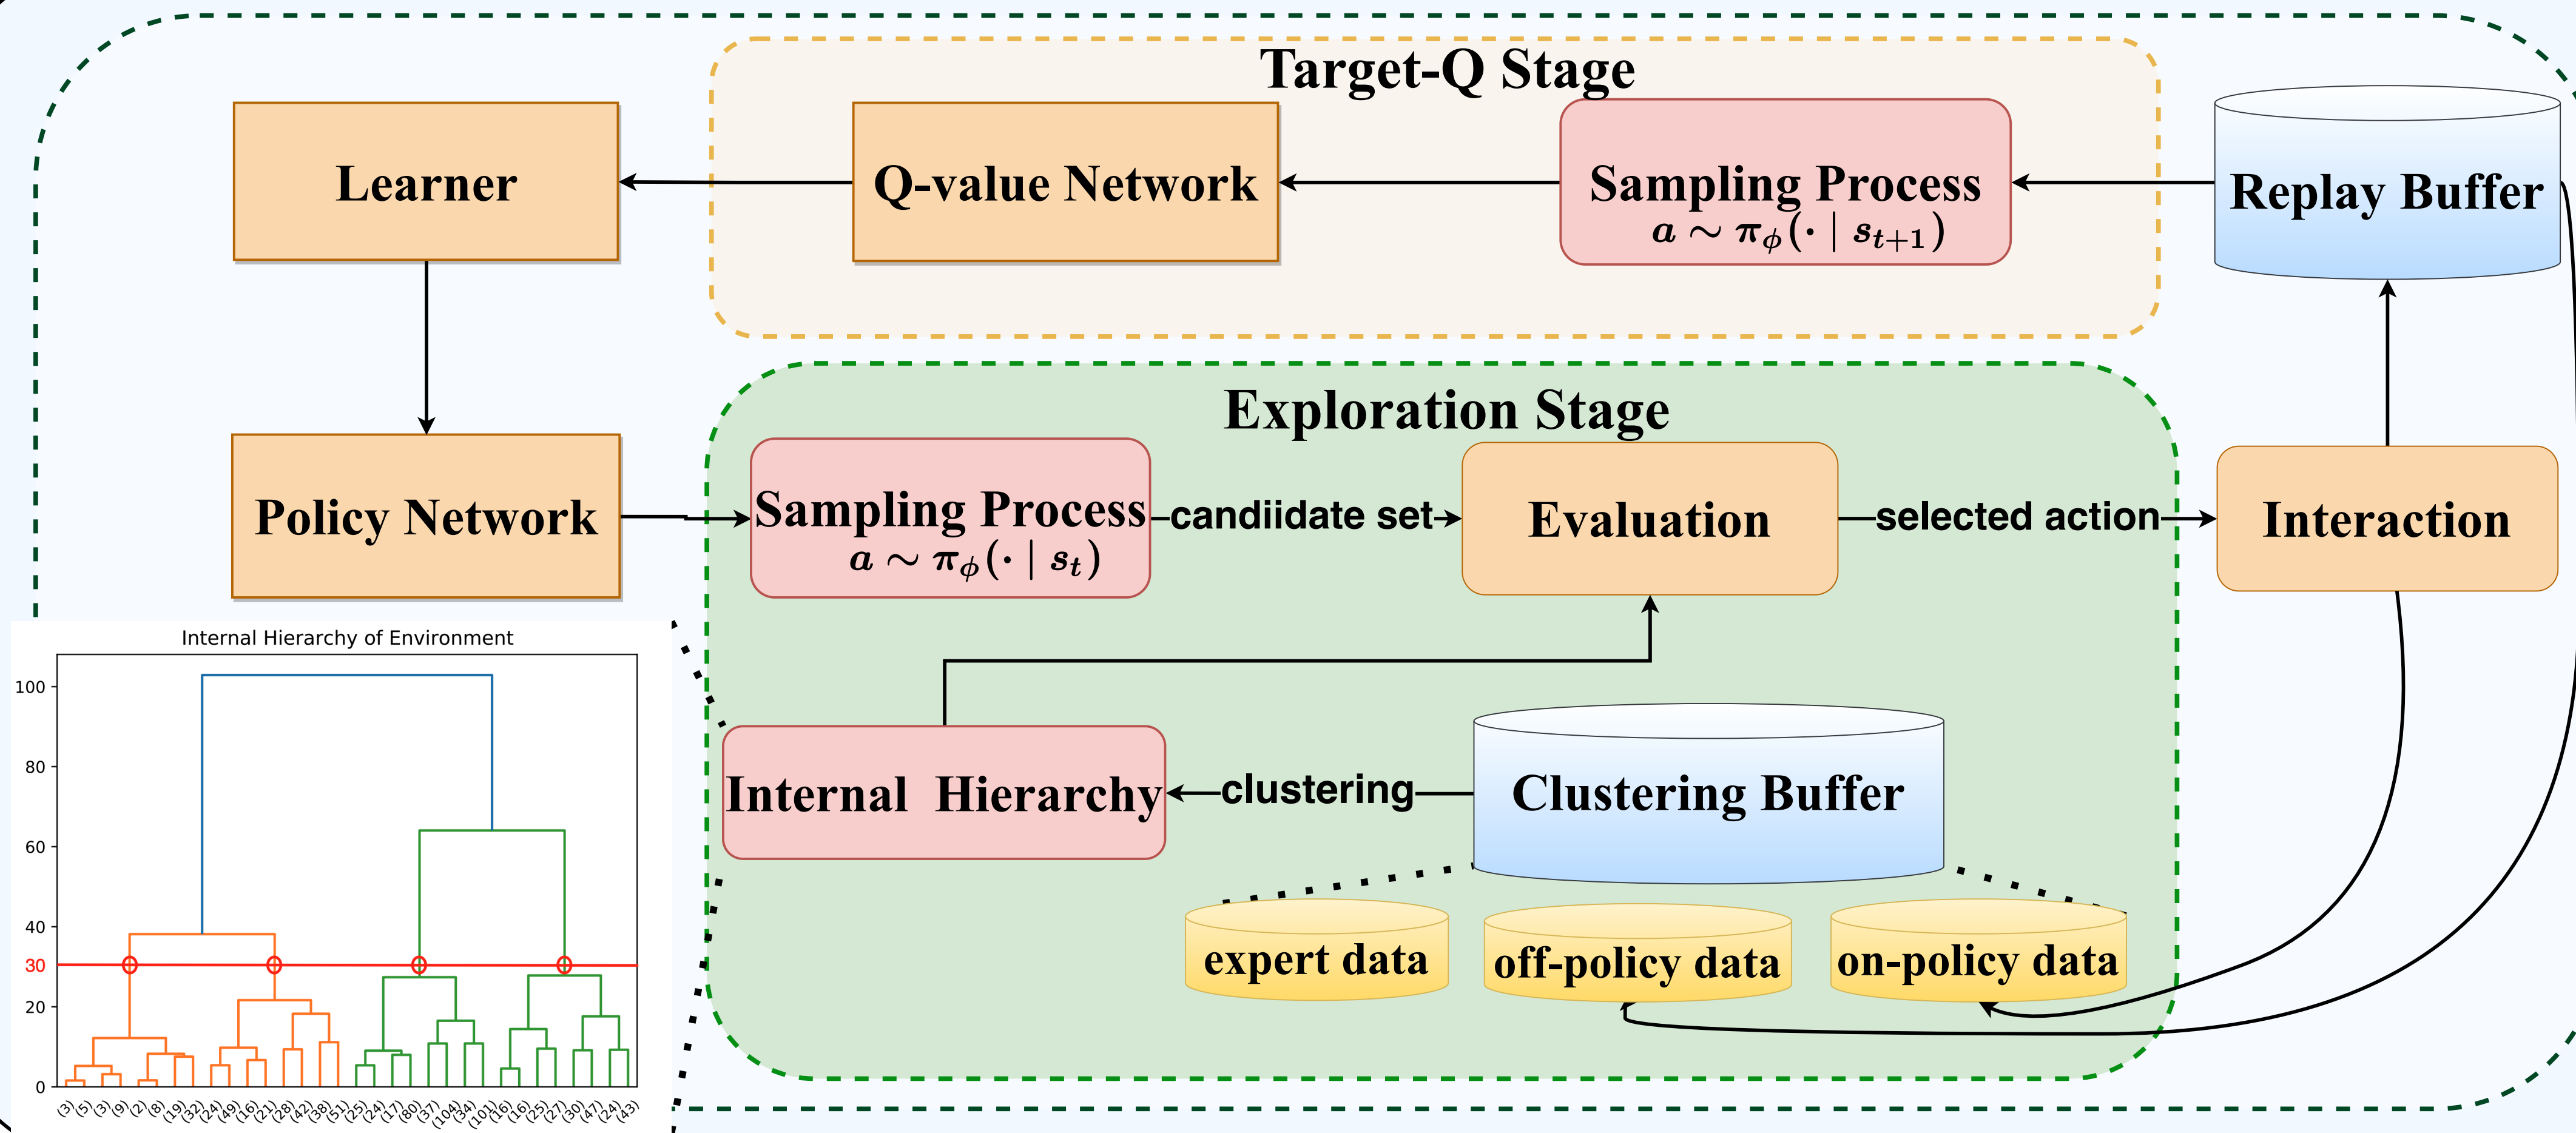 Target-Q Stage
Learner
Q-value Network
Sampling Process
a ∼ π_ϕ(· | s_{t+1})
Replay Buffer
Exploration Stage
Policy Network
Sampling Process
a ∼ π_ϕ(· | s_t)
candiidate set
Evaluation
selected action
Interaction
Internal Hierarchy
clustering
Clustering Buffer
expert data
off-policy data
on-policy data
Internal Hierarchy of Environment
100
80
60
40
30
20
0
(3) (5) (3) (9) (2) (8) (19) (32) (24) (49) (16) (21) (28) (42) (38) (51) (25) (24) (17) (80) (37) (104) (34) (101) (16) (16) (25) (27) (30) (47) (24) (43)